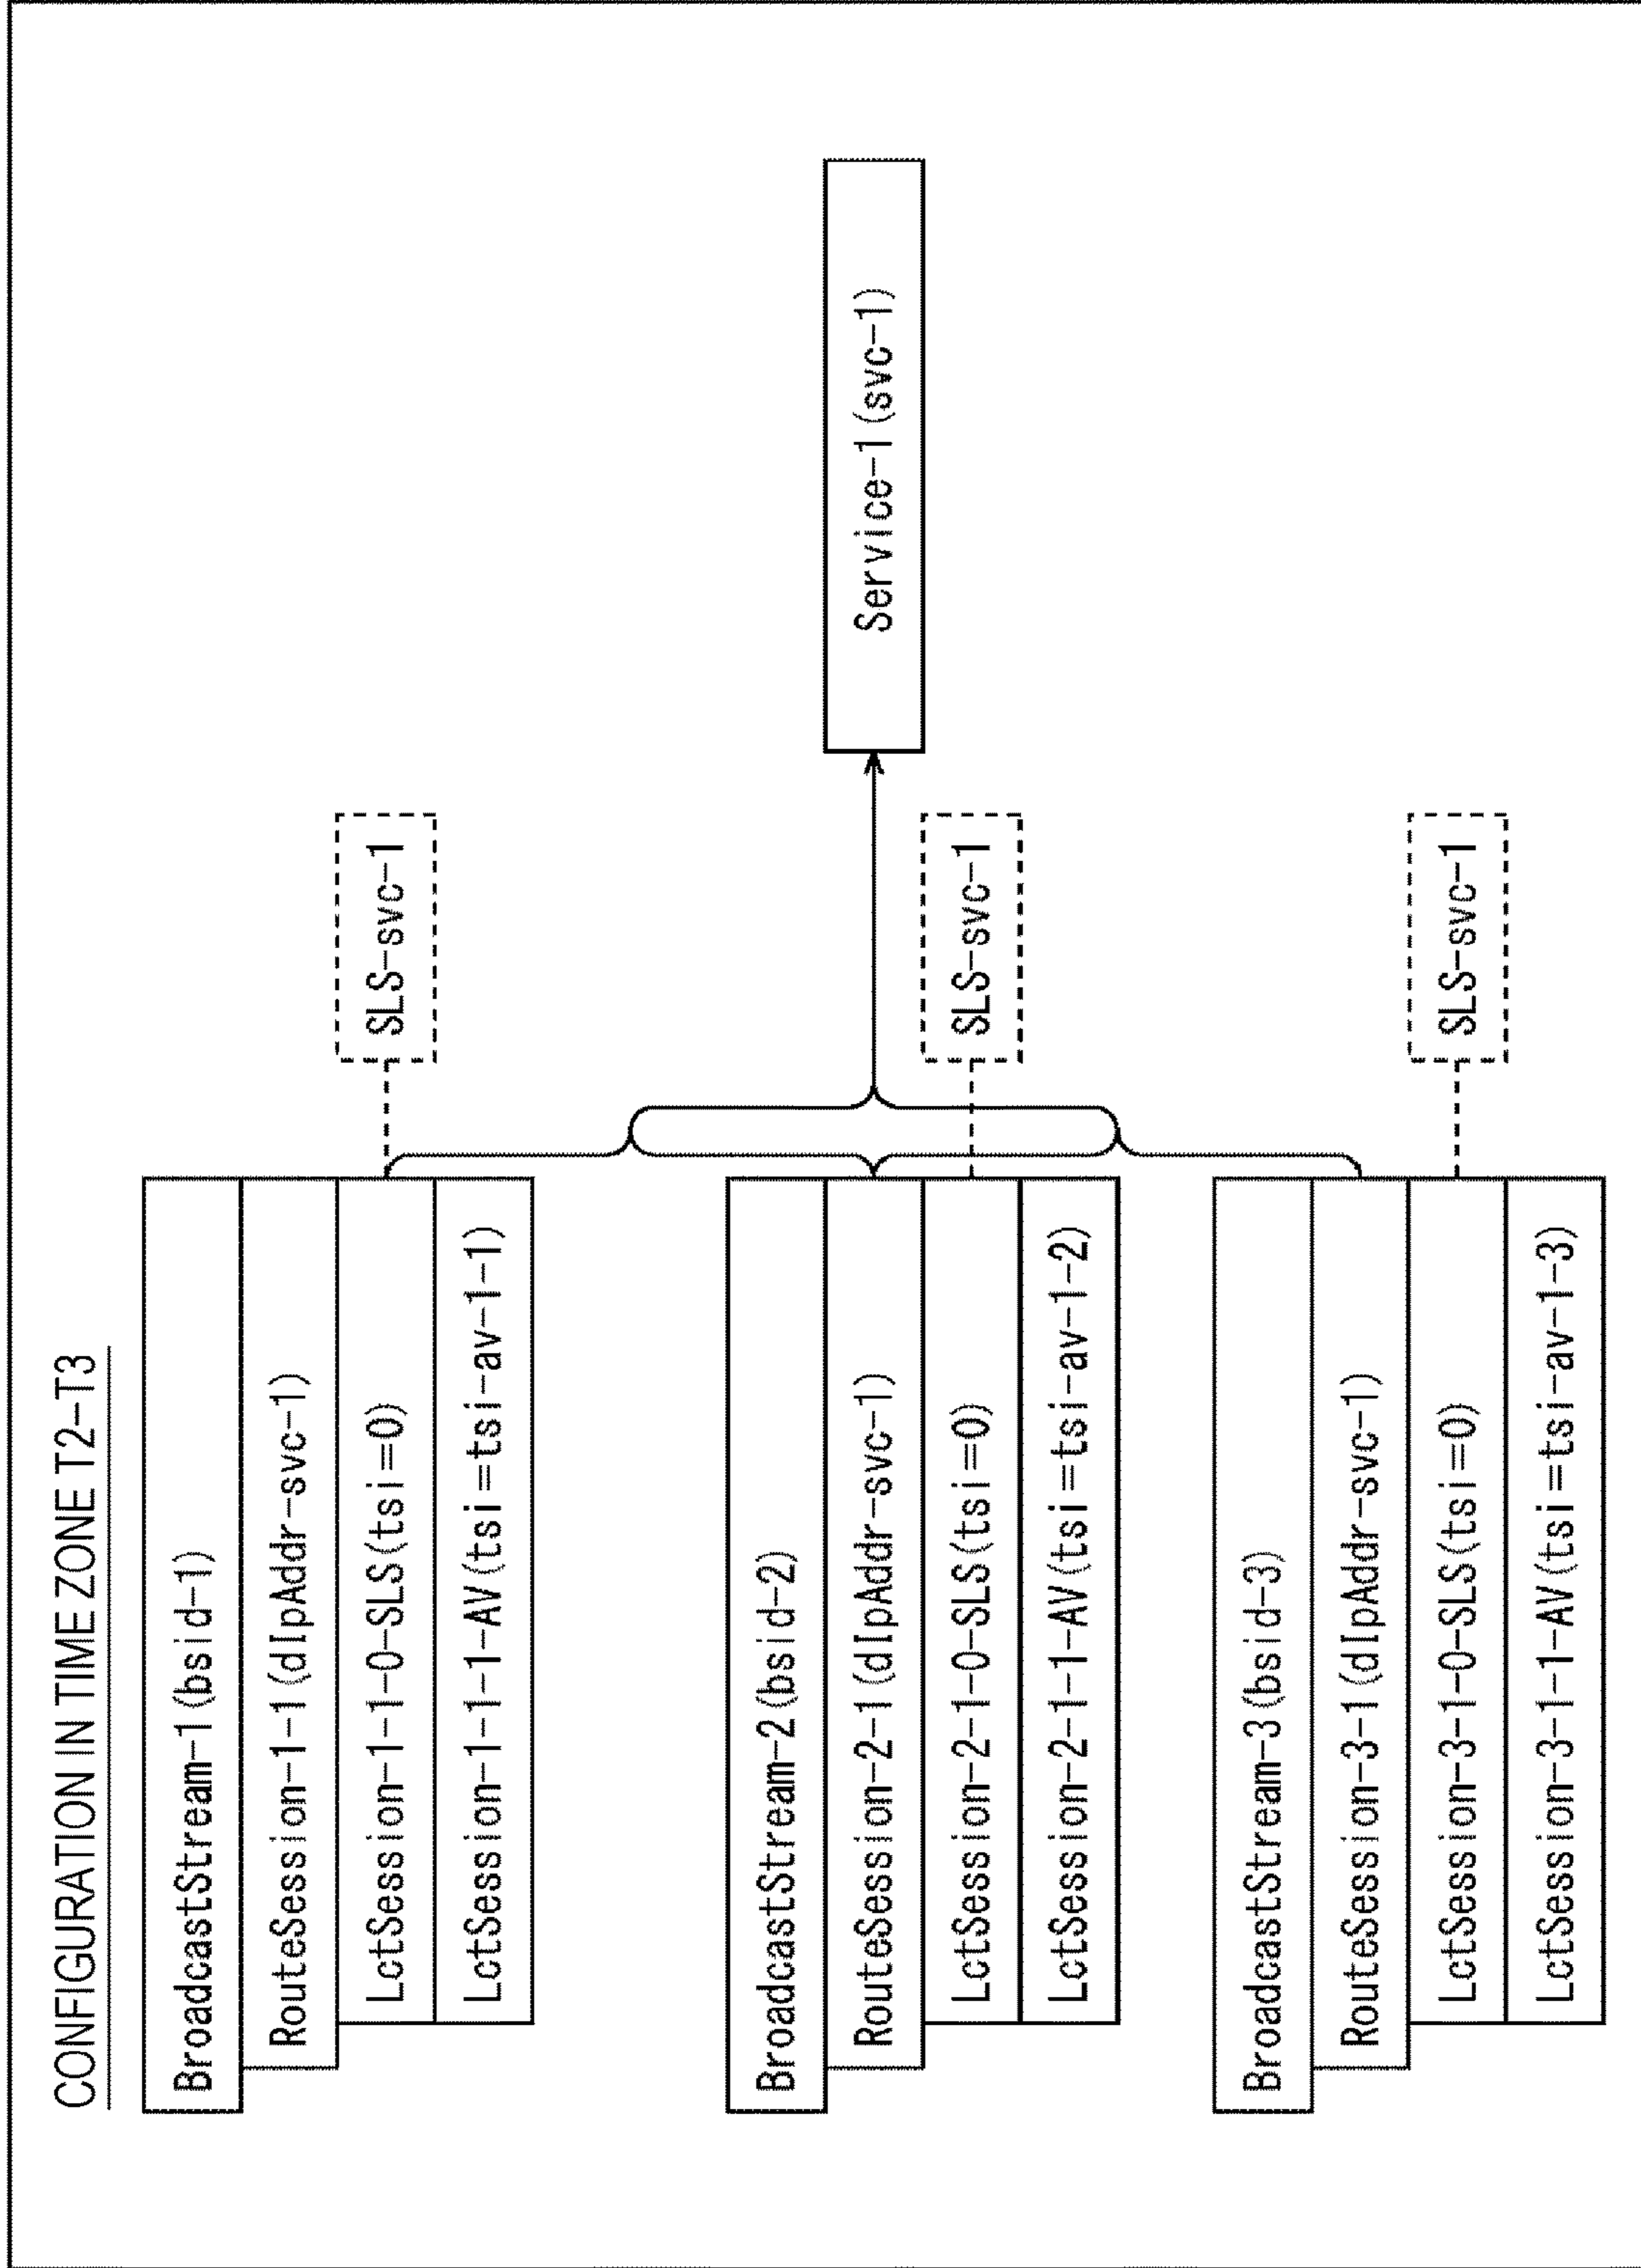 CONFIGURATION IN TIME ZONE T2-T3
BroadcastStream-1(bsid-1)
RouteSession-1-1(dIpAddr-svc-1)
LctSession-1-1-0-SLS(tsi=0)
SLS-svc-1
LctSession-1-1-1-AV(tsi=tsi-av-1-1)
BroadcastStream-2(bsid-2)
RouteSession-2-1(dIpAddr-svc-1)
Service-1(svc-1)
LctSession-2-1-0-SLS(tsi=0)
SLS-svc-1
LctSession-2-1-1-AV(tsi=tsi-av-1-2)
BroadcastStream-3(bsid-3)
RouteSession-3-1(dIpAddr-svc-1)
LctSession-3-1-0-SLS(tsi=0)
SLS-svc-1
LctSession-3-1-1-AV(tsi=tsi-av-1-3)